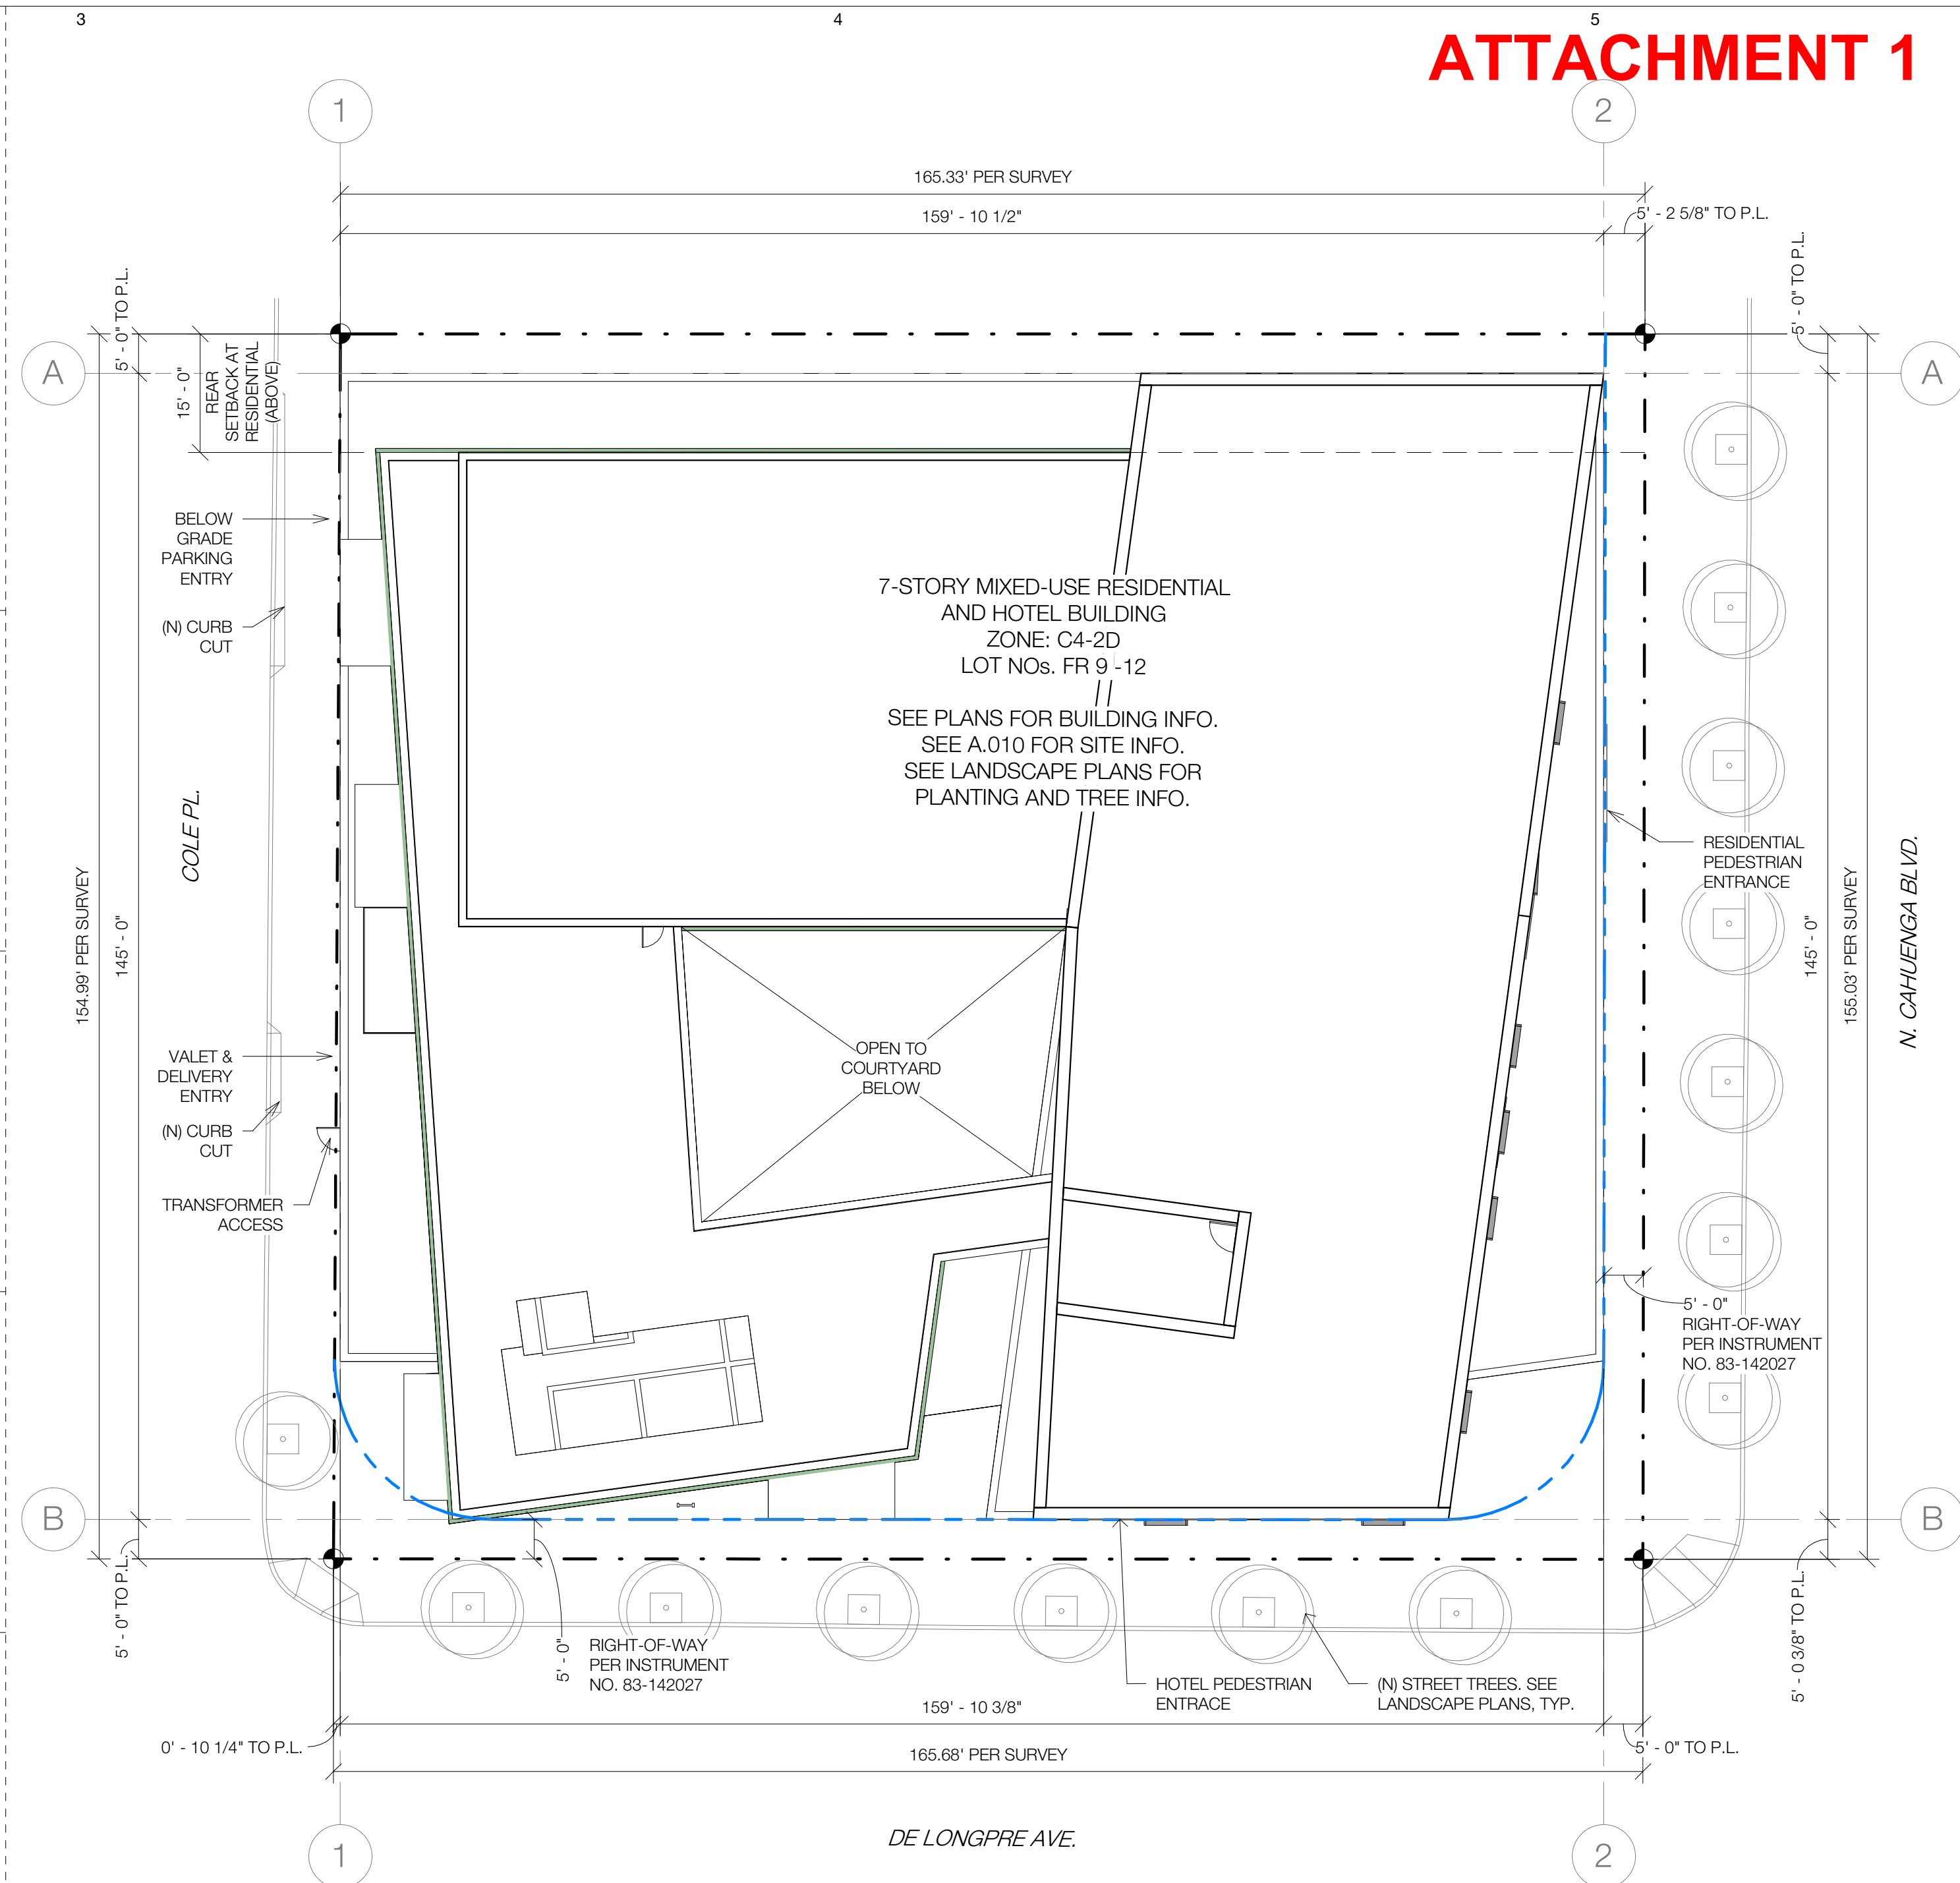 3
4
5
ATTACHMENT 1
1
2
165.33' PER SURVEY
159' - 10 1/2"
5' - 2 5/8" TO P.L.
5' - 0" TO P.L.
5' - 0" TO P.L.
A
A
15' - 0"
REAR
SETBACK AT
RESIDENTIAL
(ABOVE)
BELOW
GRADE
PARKING
ENTRY
(N) CURB
CUT
7-STORY MIXED-USE RESIDENTIAL
AND HOTEL BUILDING
ZONE: C4-2D
LOT NOs. FR 9 -12
SEE PLANS FOR BUILDING INFO.
SEE A.010 FOR SITE INFO.
SEE LANDSCAPE PLANS FOR
PLANTING AND TREE INFO.
COLE PL.
RESIDENTIAL
PEDESTRIAN
ENTRANCE
154.99' PER SURVEY
145' - 0"
145' - 0"
155.03' PER SURVEY
N. CAHUENGA BLVD.
OPEN TO
COURTYARD
BELOW
VALET &
DELIVERY
ENTRY
(N) CURB
CUT
TRANSFORMER
ACCESS
5' - 0"
RIGHT-OF-WAY
PER INSTRUMENT
NO. 83-142027
B
B
5' - 0" TO P.L.
5' - 0"
RIGHT-OF-WAY
PER INSTRUMENT
NO. 83-142027
HOTEL PEDESTRIAN
ENTRACE
(N) STREET TREES. SEE
LANDSCAPE PLANS, TYP.
5' - 0 3/8" TO P.L.
159' - 10 3/8"
0' - 10 1/4" TO P.L.
165.68' PER SURVEY
5' - 0" TO P.L.
DE LONGPRE AVE.
1
2